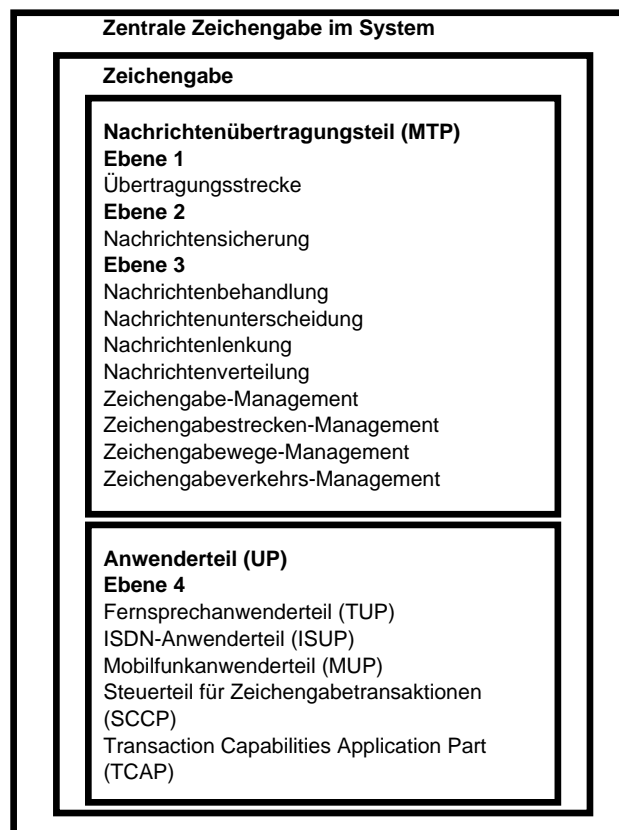 Zentrale Zeichengabe im System
Zeichengabe
Nachrichtenübertragungsteil (MTP)
Ebene 1
Übertragungsstrecke
Ebene 2
Nachrichtensicherung
Ebene 3
Nachrichtenbehandlung
Nachrichtenunterscheidung
Nachrichtenlenkung
Nachrichtenverteilung
Zeichengabe-Management
Zeichengabestrecken-Management
Zeichengabewege-Management
Zeichengabeverkehrs-Management
Anwenderteil (UP)
Ebene 4
Fernsprechanwenderteil (TUP)
ISDN-Anwenderteil (ISUP)
Mobilfunkanwenderteil (MUP)
Steuerteil für Zeichengabetransaktionen
(SCCP)
Transaction Capabilities Application Part
(TCAP)